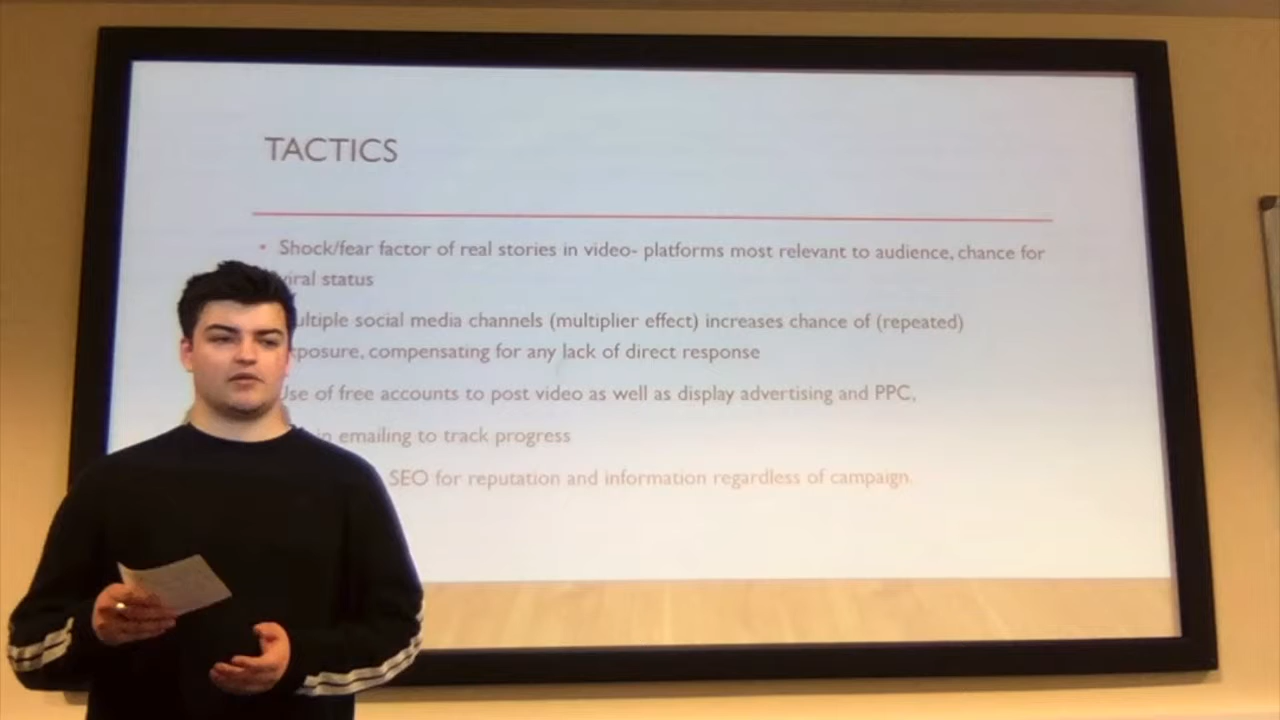 TACTICS
• Shock/fear factor of real stories in video- platforms most relevant to audience, chance for
viral status
ultiple social media channels (multiplier effect) increases chance of (repeated)
xposure, compensating for any lack of direct response
Use of free accounts to post video as well as display advertising and PPC,
in emailing to track progress
SEO for reputation and information regardless of campaign.